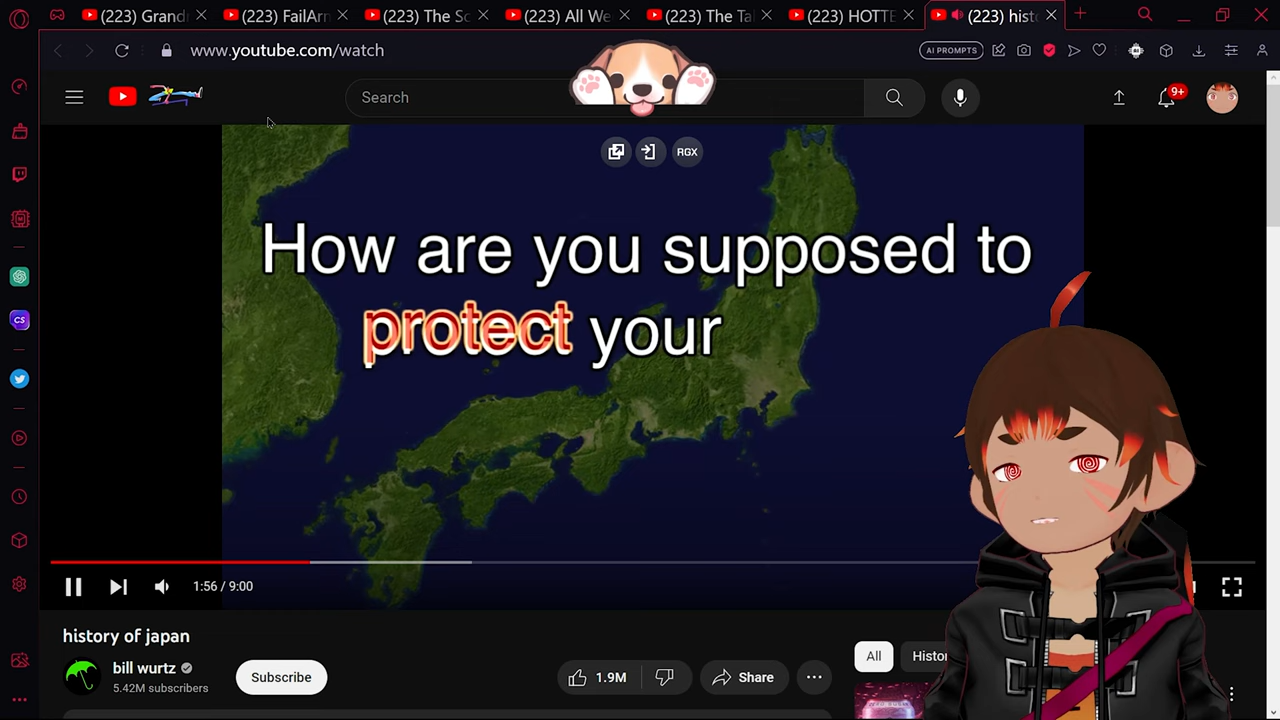 (223) Grand
(223) FailArr
(223) The Sc
(223) All We
(223) The Ta
(223) HOTTE
(223) hist
www.youtube.com/watch
AI PROMPTS
Search
9+
RGX
CS
How are you supposed to
protect your
1:56 / 9:00
history of japan
bill wurtz
5.42M subscribers
Subscribe
1.9M
Share
All
Histor